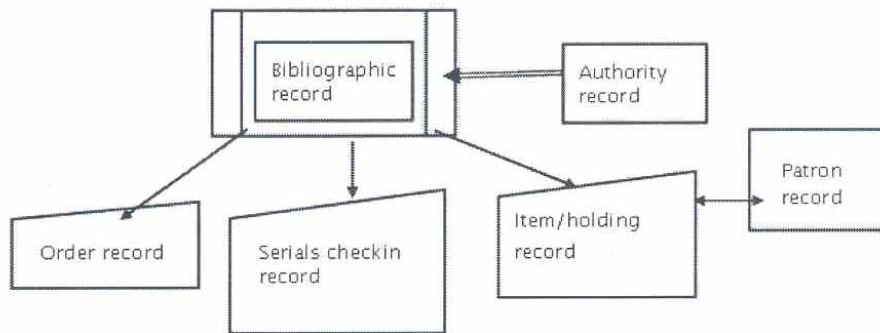 Bibliographic
record
Authority
record
Patron
record
Order record
Serials checkin
record
Item/holding
record